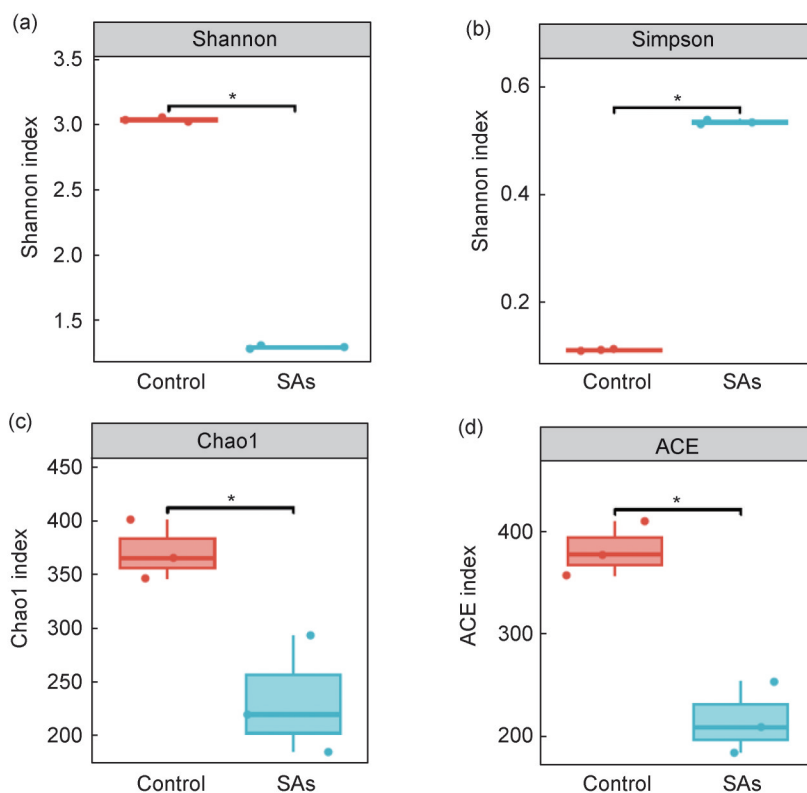 (a)
Shannon
Shannon index
3.5
3.0
2.5
2.0
1.5
*
Control
SAs
(b)
Simpson
Shannon index
0.6
0.4
0.2
*
Control
SAs
(c)
Chao1
Chao1 index
450
400
350
300
250
200
*
Control
SAs
(d)
ACE
ACE index
400
300
200
*
Control
SAs